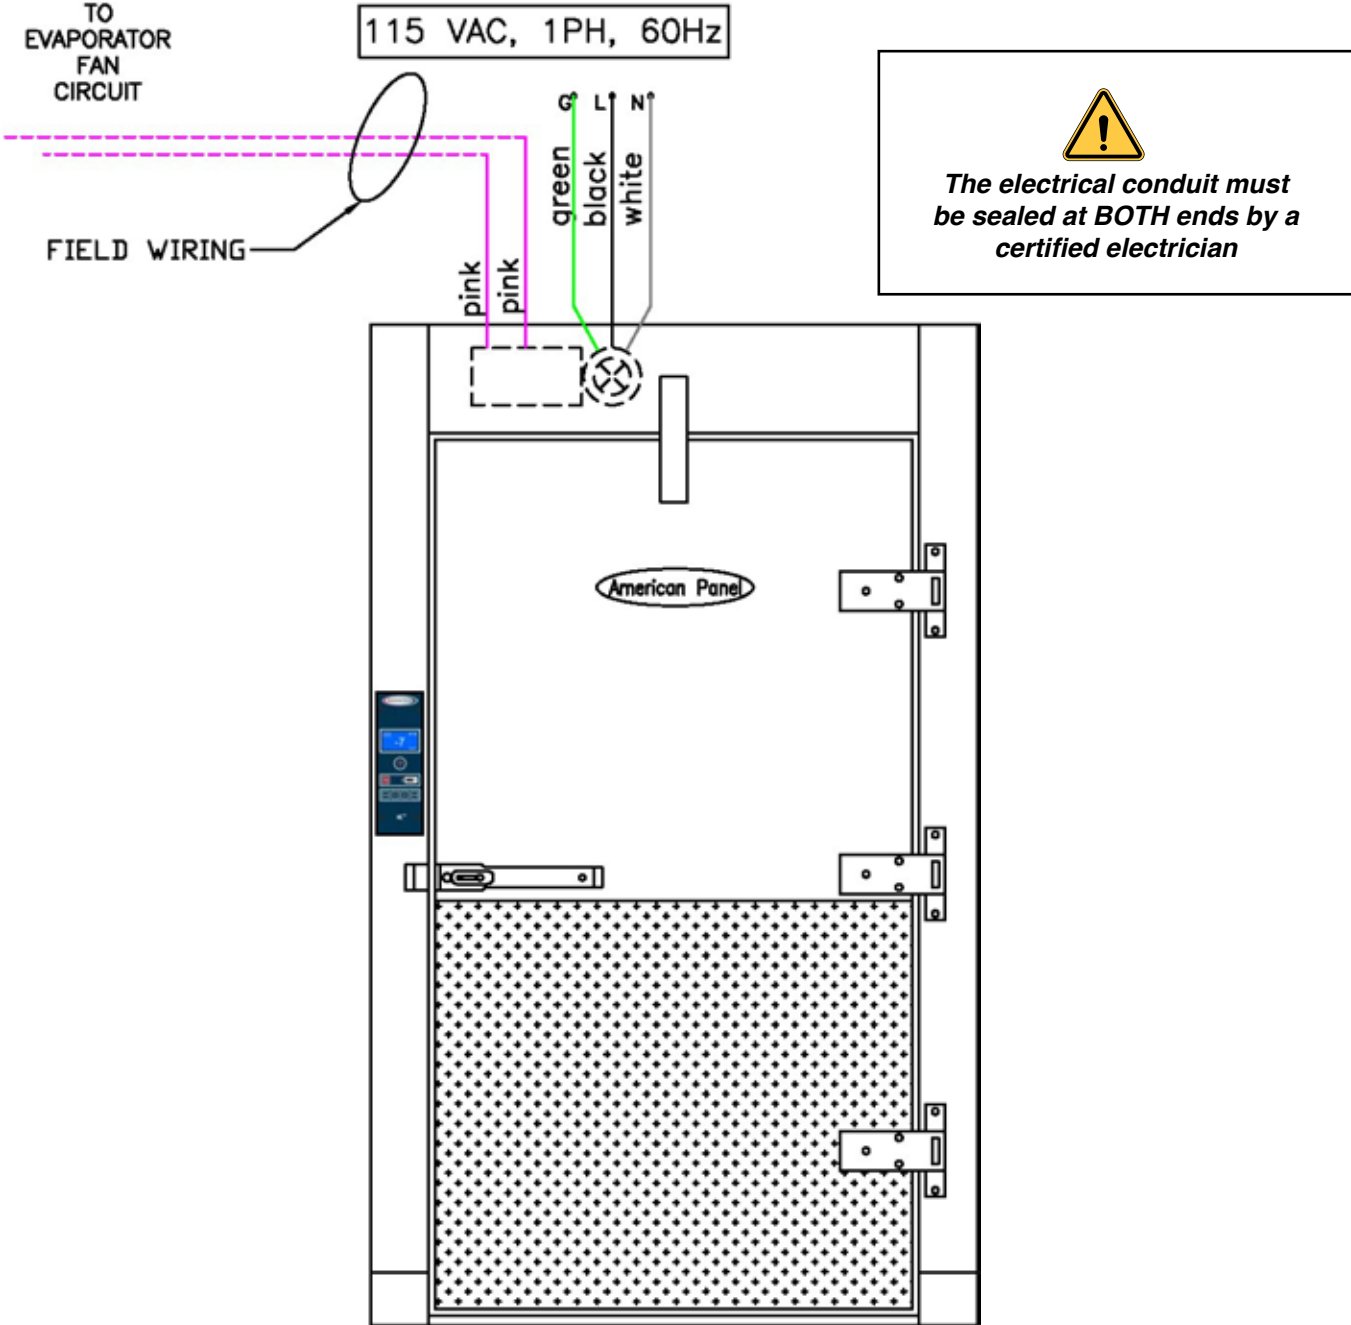 TO
EVAPORATOR
FAN
CIRCUIT
115 VAC, 1PH, 60Hz
G L N
green
black
white
FIELD WIRING
pink
pink
The electrical conduit must
be sealed at BOTH ends by a
certified electrician
American Panel
-7